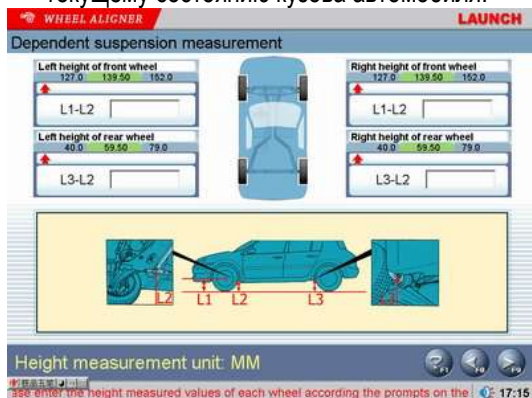 текущему состоянию кузова автомобиля.
WHEEL ALIGNER
LAUNCH
Dependent suspension measurement
Left height of front wheel
127.0 139.50 152.0
L1-L2
Right height of front wheel
127.0 139.50 152.0
L1-L2
Left height of rear wheel
40.0 59.50 79.0
L3-L2
Right height of rear wheel
40.0 59.50 79.0
L3-L2
L2 L1 L2 L3
Height measurement unit: MM
F1 F8 F9
ase enter the height measured values of each wheel according the prompts on the
17:15